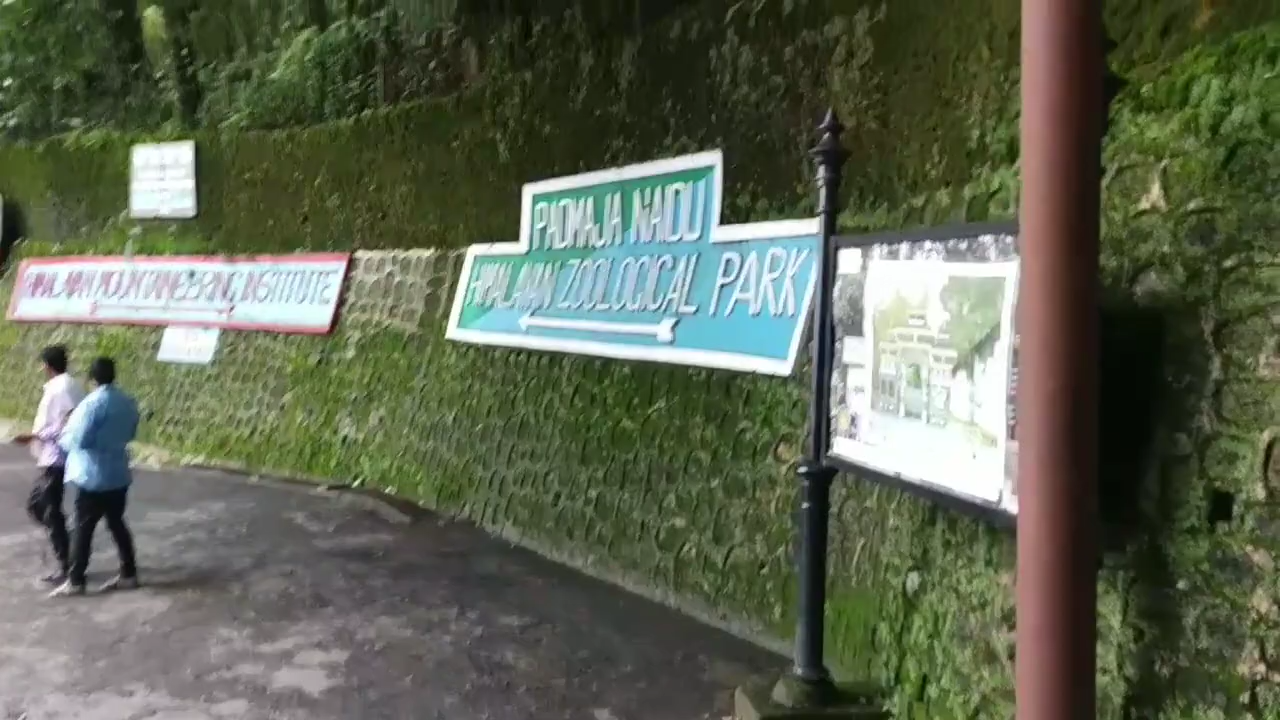 HIMALAYAN MOUNTAINEERING INSTITUTE
PADMAJA NAIDU
HIMALAYAN ZOOLOGICAL PARK